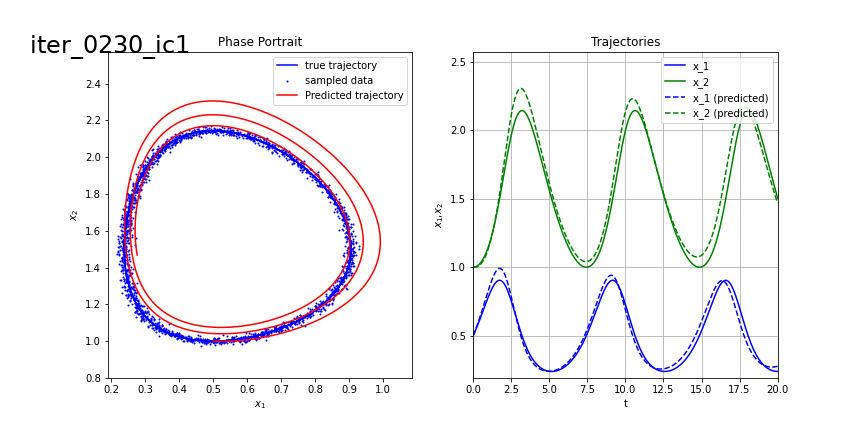 iter_0230_ic1
Phase Portrait
true trajectory
sampled data
Predicted trajectory
2.4
2.2
2.0
1.8
1.6
1.4
1.2
1.0
0.8
x_2
0.2 0.3 0.4 0.5 0.6 0.7 0.8 0.9 1.0
x_1
Trajectories
x_1
x_2
x_1 (predicted)
x_2 (predicted)
2.5
2.0
1.5
1.0
0.5
x_1,x_2
0.0 2.5 5.0 7.5 10.0 12.5 15.0 17.5 20.0
t